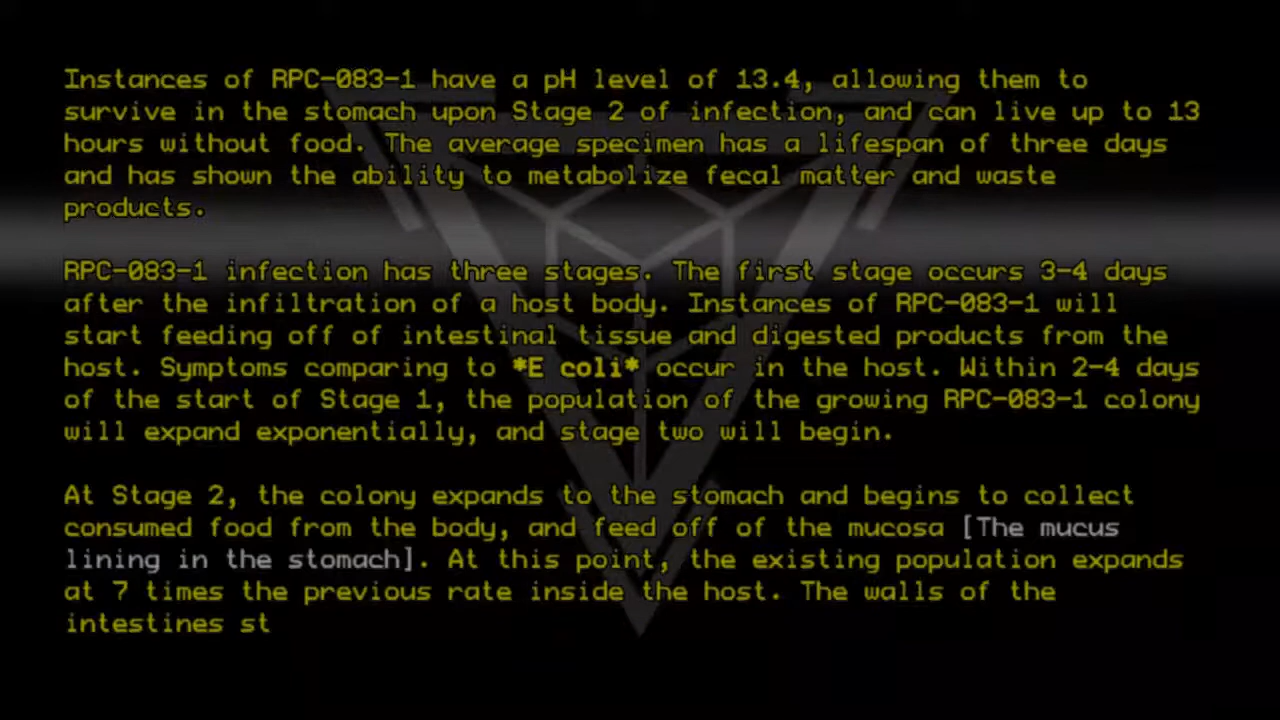 Instances of RPC-083-1 have a pH level of 13.4, allowing them to
survive in the stomach upon Stage 2 of infection, and can live up to 13
hours without food. The average specimen has a lifespan of three days
and has shown the ability to metabolize fecal matter and waste
products.
RPC-083-1 infection has three stages. The first stage occurs 3-4 days
after the infiltration of a host body. Instances of RPC-083-1 will
start feeding off of intestinal tissue and digested products from the
host. Symptoms comparing to *E coli* occur in the host. Within 2-4 days
of the start of Stage 1, the population of the growing RPC-083-1 colony
will expand exponentially, and stage two will begin.
At Stage 2, the colony expands to the stomach and begins to collect
consumed food from the body, and feed off of the mucosa [The mucus
lining in the stomach]. At this point, the existing population expands
at 7 times the previous rate inside the host. The walls of the
intestines st